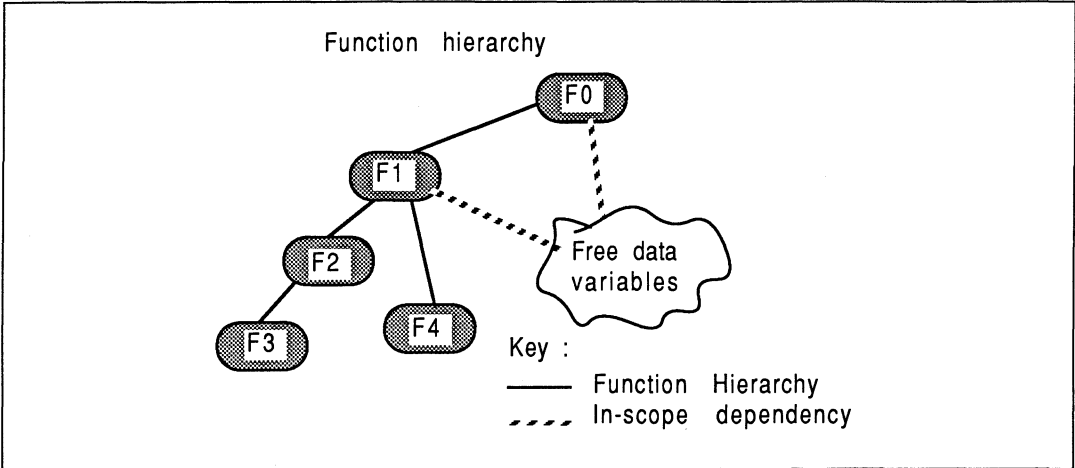 Function hierarchy
F0
F1
F2
F3
F4
Free data
variables
Key :
Function Hierarchy
In-scope dependency